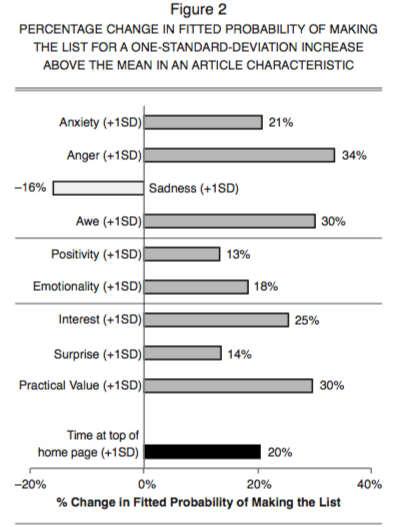 Figure 2
PERCENTAGE CHANGE IN FITTED PROBABILITY OF MAKING
THE LIST FOR A ONE-STANDARD-DEVIATION INCREASE
ABOVE THE MEAN IN AN ARTICLE CHARACTERISTIC
Anxiety (+1SD) 21%
Anger (+1SD) 34%
–16% Sadness (+1SD)
Awe (+1SD) 30%
Positivity (+1SD) 13%
Emotionality (+1SD) 18%
Interest (+1SD) 25%
Surprise (+1SD) 14%
Practical Value (+1SD) 30%
Time at top of
home page (+1SD) 20%
–20% 0% 20% 40%
% Change in Fitted Probability of Making the List